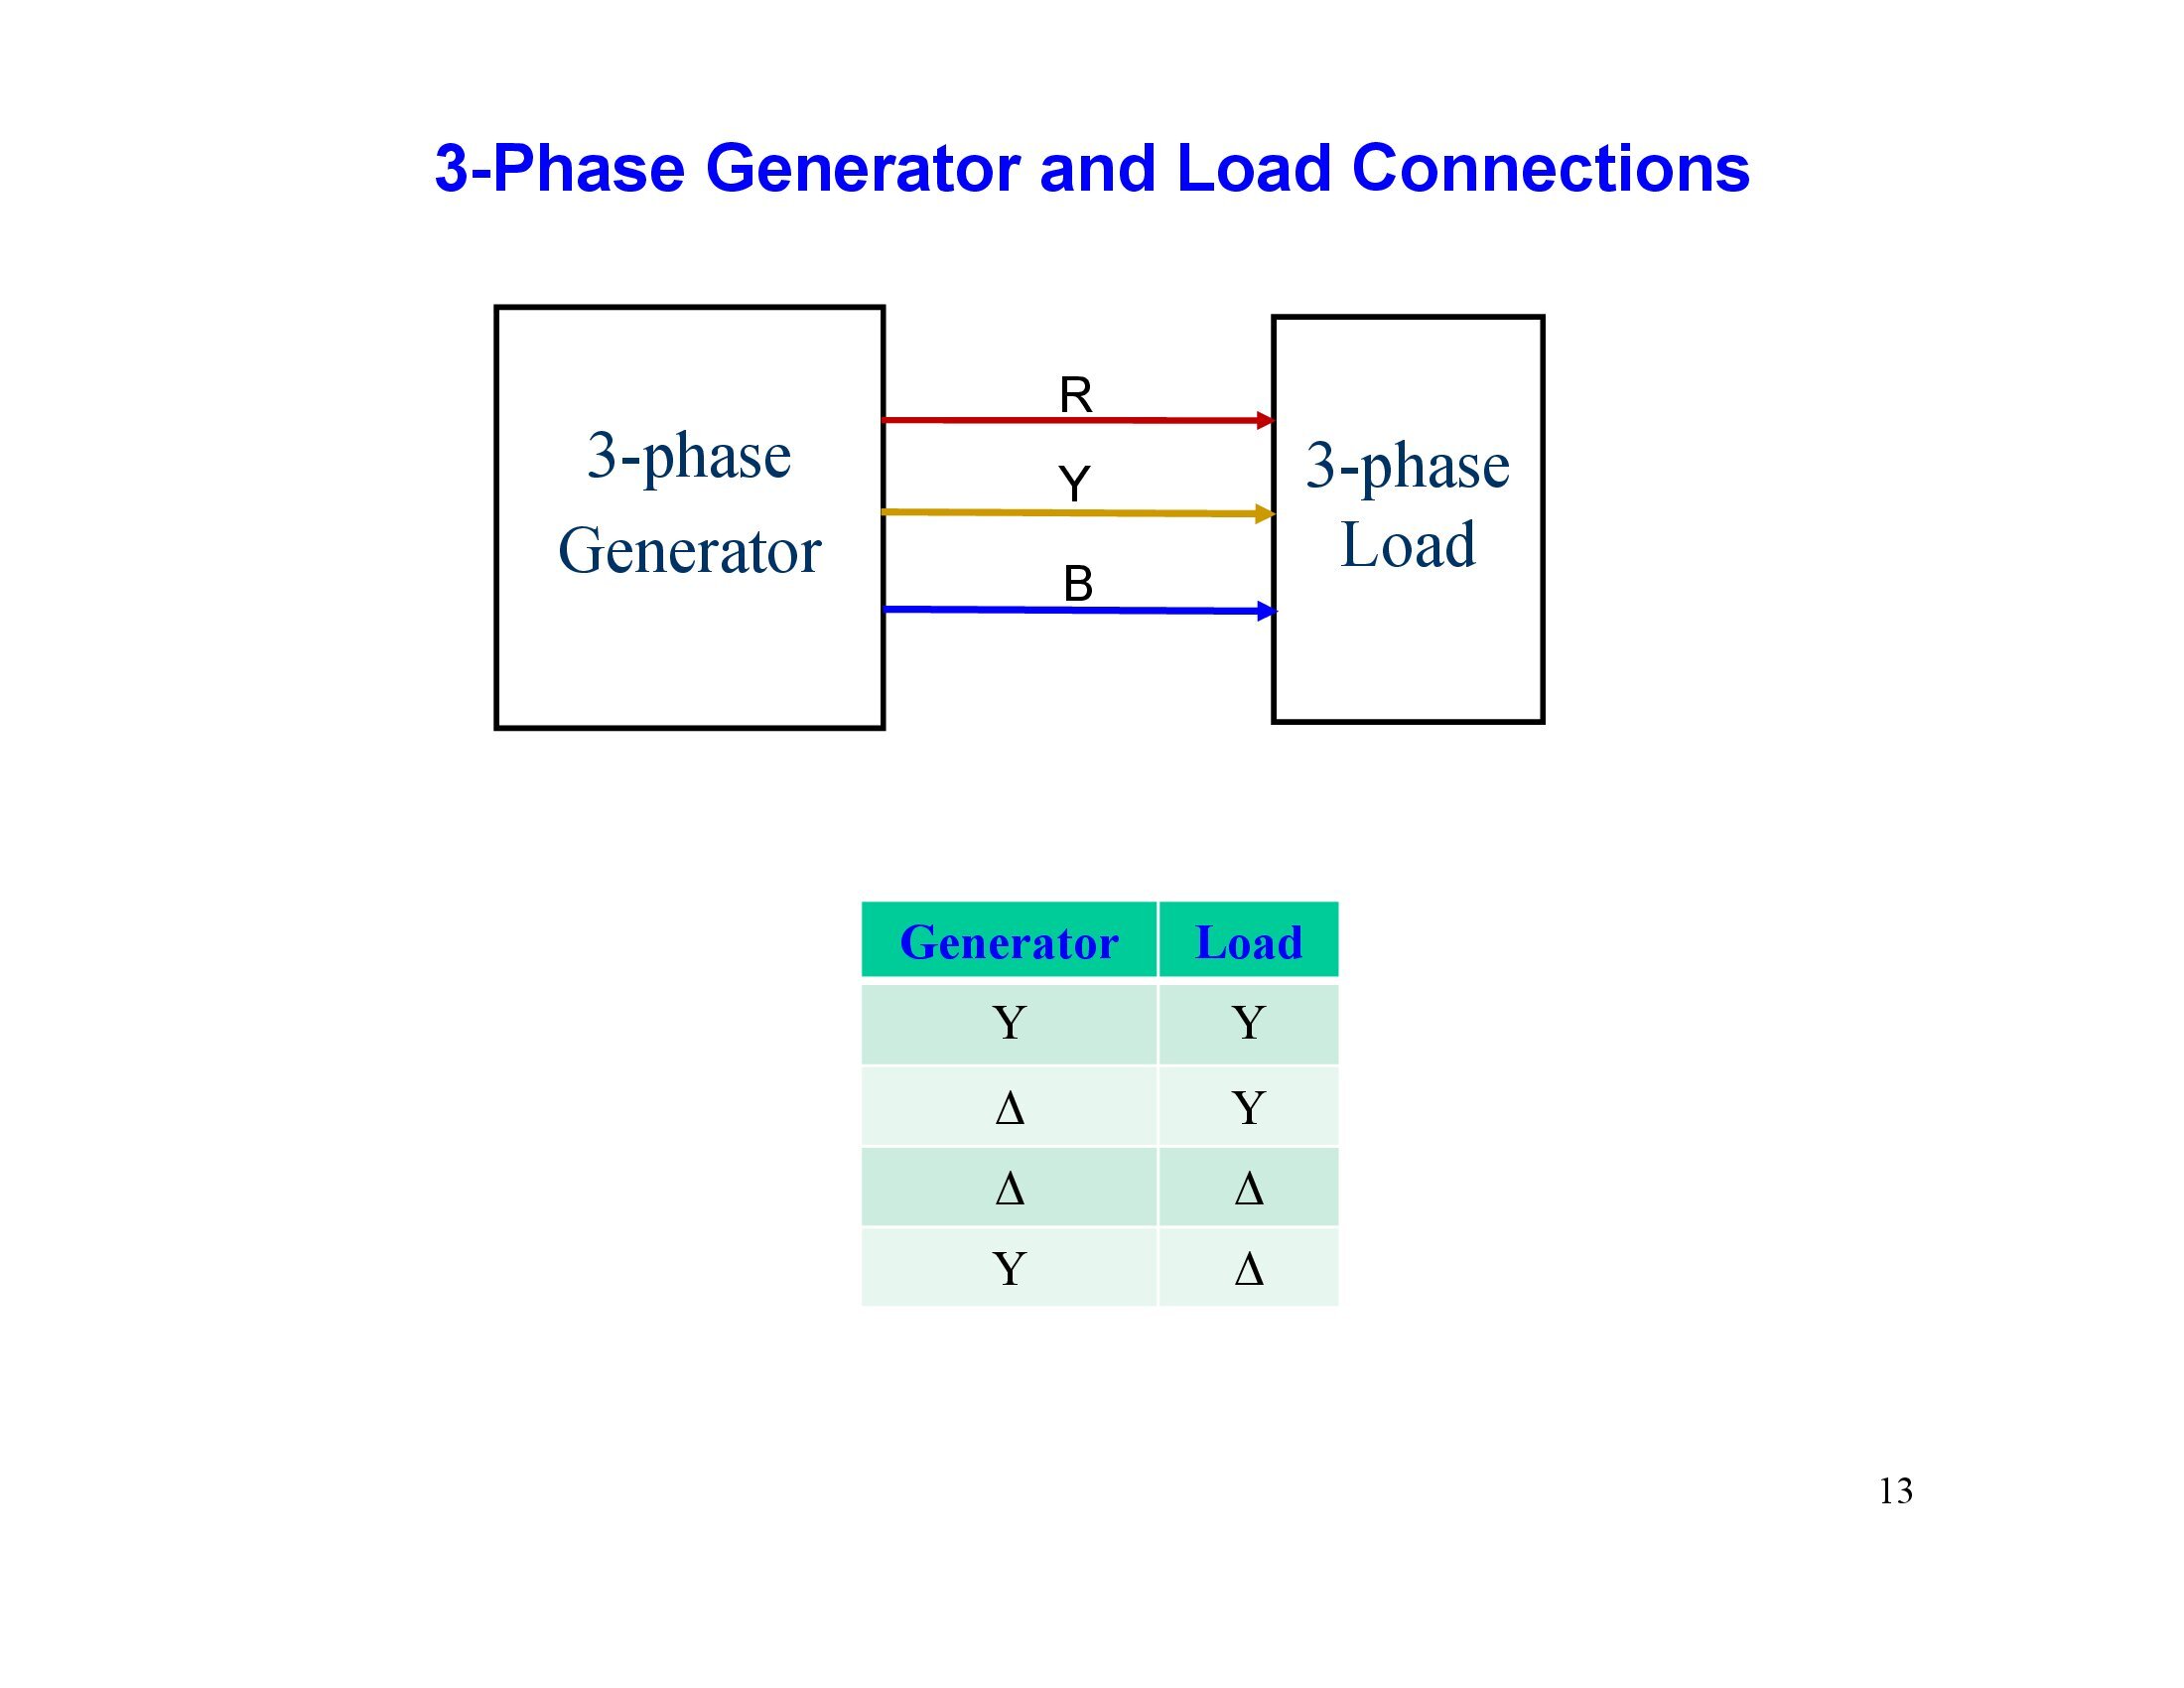 3-Phase Generator and Load Connections
3-phase
Generator
R
Y
B
3-phase
Load
Generator Load
Y Y
Δ Y
Δ Δ
Y Δ
13